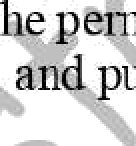 he perm
and pu